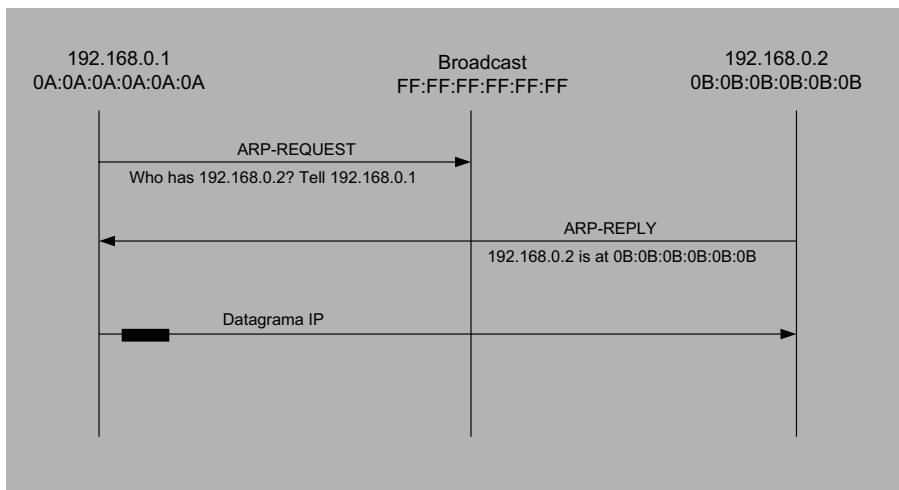 192.168.0.1
0A:0A:0A:0A:0A:0A
Broadcast
FF:FF:FF:FF:FF:FF
192.168.0.2
0B:0B:0B:0B:0B:0B
ARP-REQUEST
Who has 192.168.0.2? Tell 192.168.0.1
ARP-REPLY
192.168.0.2 is at 0B:0B:0B:0B:0B:0B
Datagrama IP